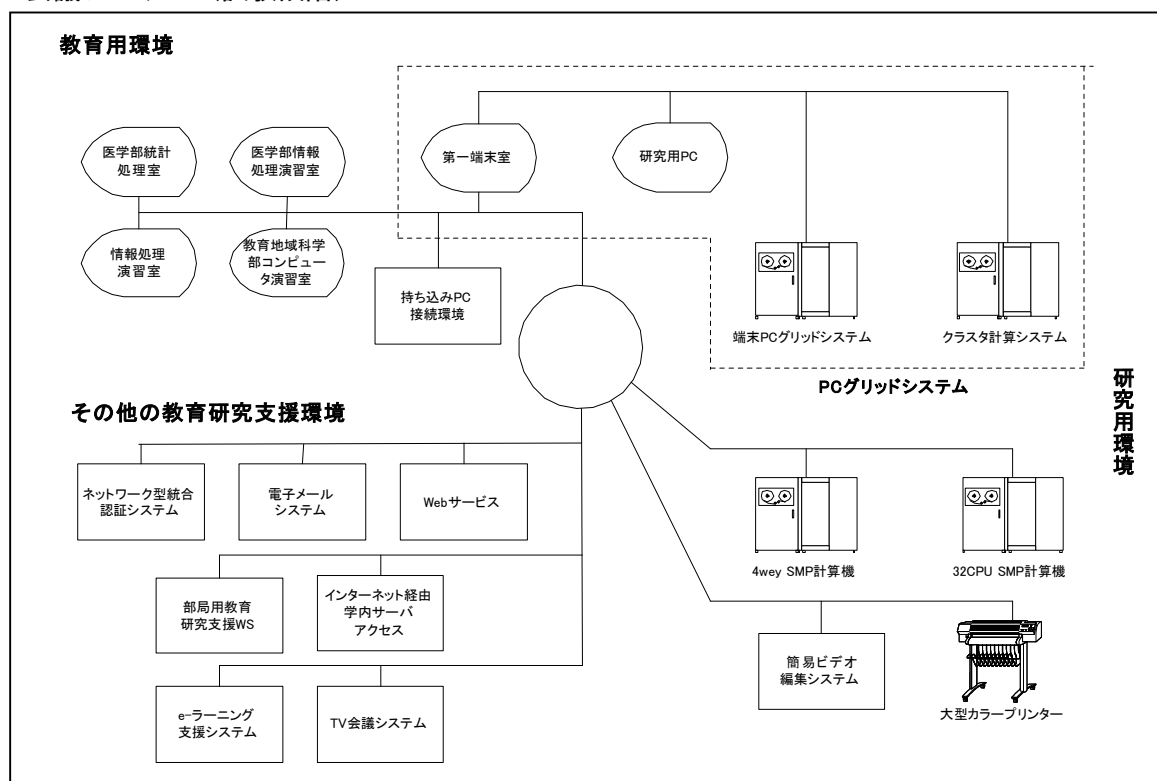 教育用環境
医学部統計
処理室
医学部情報
処理演習室
第一端末室
研究用PC
情報処理
演習室
教育地域科学
部コンピュー
タ演習室
持ち込みPC
接続環境
端末PCグリッドシステム
クラスタ計算システム
PCグリッドシステム
研究用環境
その他の教育研究支援環境
ネットワーク型統合
認証システム
電子メール
システム
Webサービス
4wey SMP計算機
32CPU SMP計算機
部局用教育
研究支援WS
インターネット経由
学内サーバ
アクセス
簡易ビデオ
編集システム
大型カラープリンター
e-ラーニング
支援システム
TV会議システム